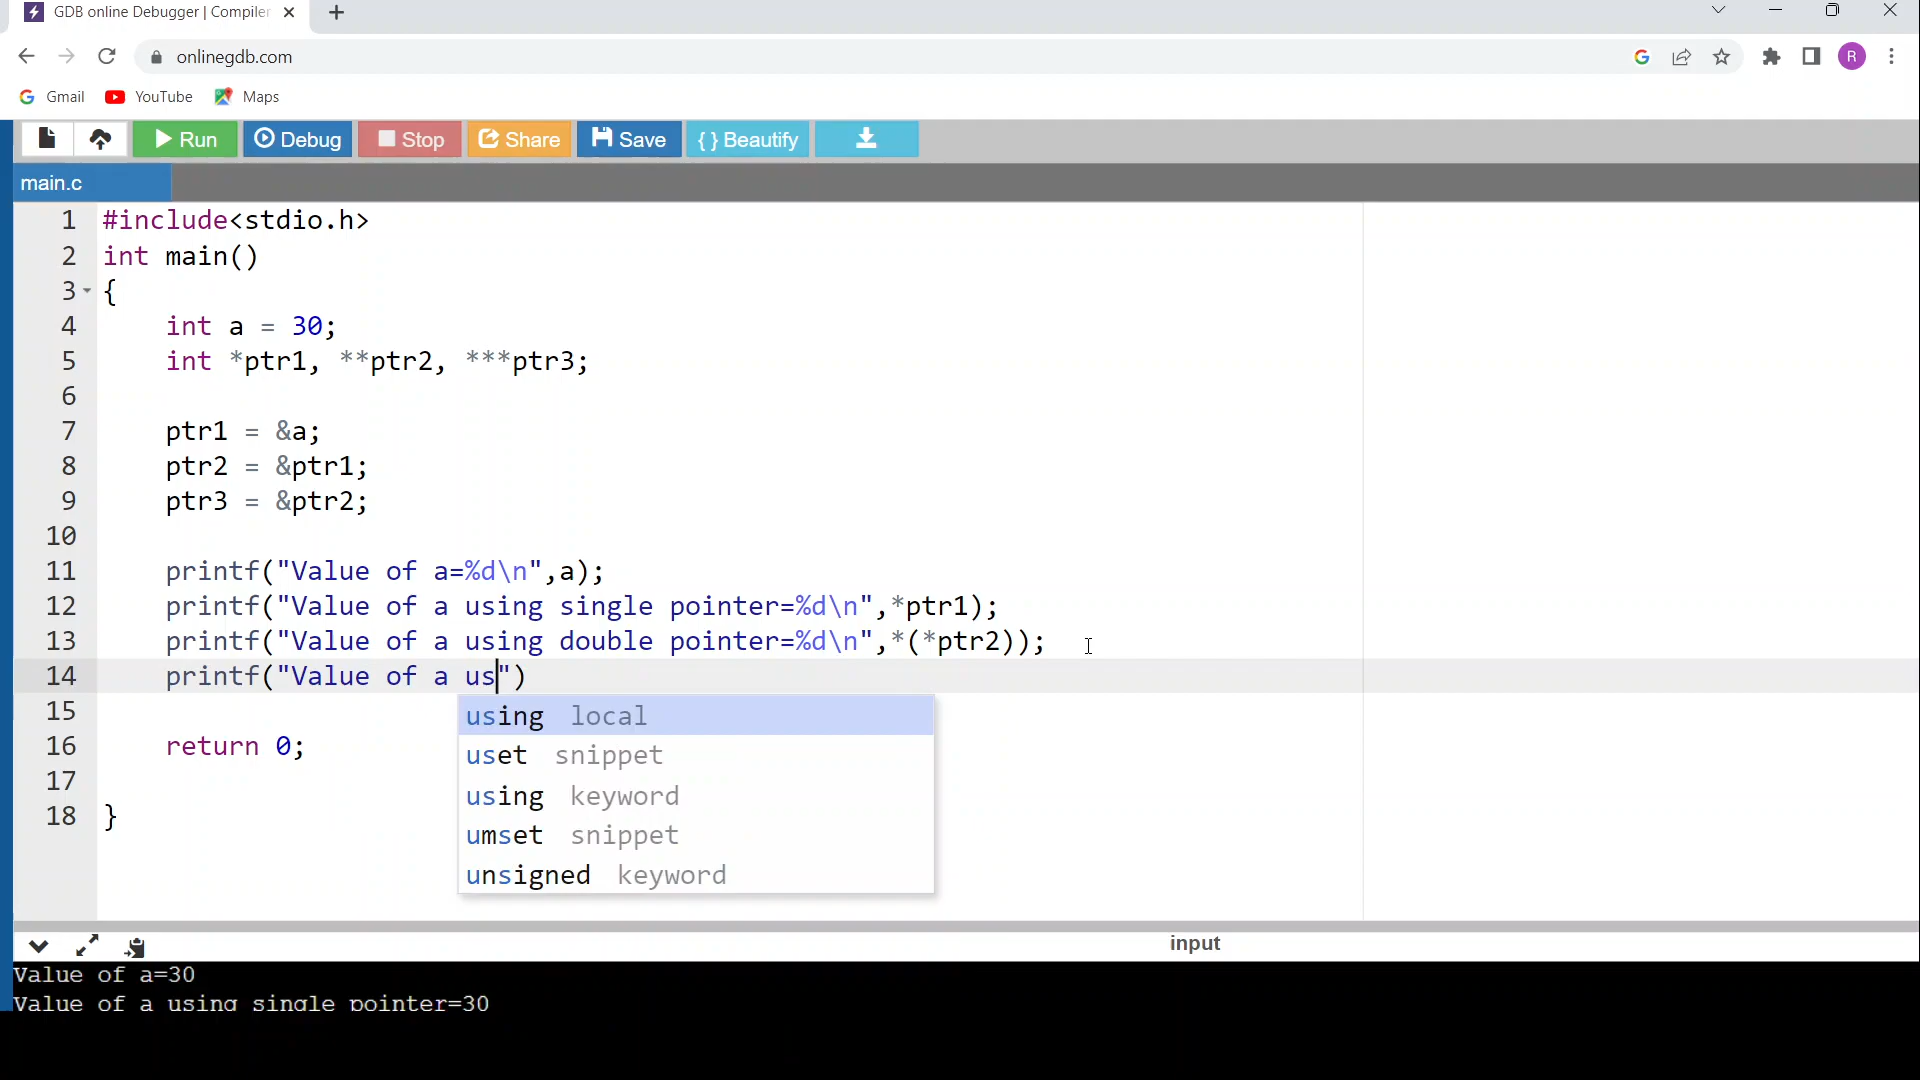 GDB online Debugger | Compiler
onlinegdb.com
R
Gmail YouTube Maps
Run Debug Stop Share Save { } Beautify
main.c
1 #include<stdio.h>
2 int main()
3 {
4 int a = 30;
5 int *ptr1, **ptr2, ***ptr3;
6
7 ptr1 = &a;
8 ptr2 = &ptr1;
9 ptr3 = &ptr2;
10
11 printf("Value of a=%d\n",a);
12 printf("Value of a using single pointer=%d\n",*ptr1);
13 printf("Value of a using double pointer=%d\n",*(*ptr2));
14 printf("Value of a us")
15
using local
16 return 0;
uset snippet
17
using keyword
18 }
umset snippet
unsigned keyword
input
Value of a=30
Value of a using single pointer=30